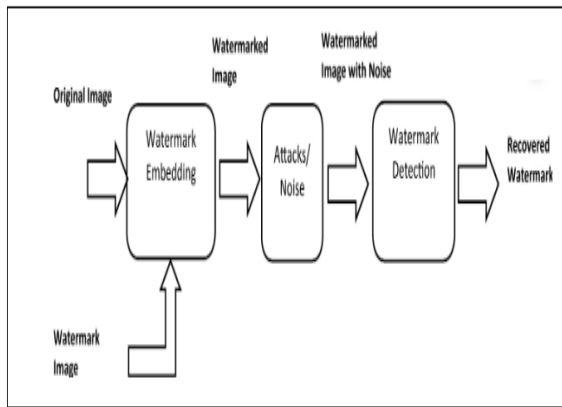 Original Image
Watermark
Embedding
Watermarked
Image
Attacks/
Noise
Watermarked
Image with Noise
Watermark
Detection
Recovered
Watermark
Watermark
Image